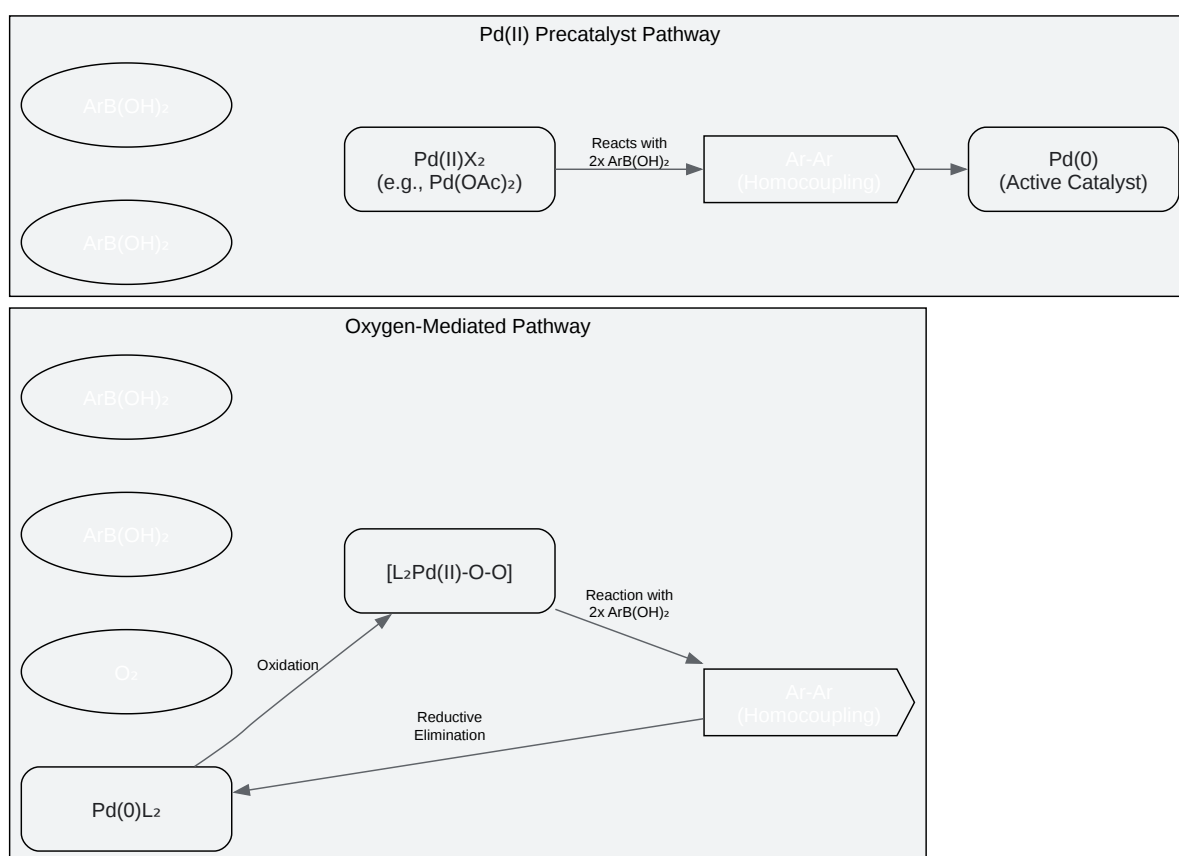 Pd(II) Precatalyst Pathway
ArB(OH)₂
ArB(OH)₂
Pd(II)X₂
(e.g., Pd(OAc)₂)
Reacts with
2x ArB(OH)₂
Ar-Ar
(Homocoupling)
Pd(0)
(Active Catalyst)
Oxygen-Mediated Pathway
ArB(OH)₂
ArB(OH)₂
O₂
Pd(0)L₂
Oxidation
[L₂Pd(II)-O-O]
Reaction with
2x ArB(OH)₂
Ar-Ar
(Homocoupling)
Reductive
Elimination